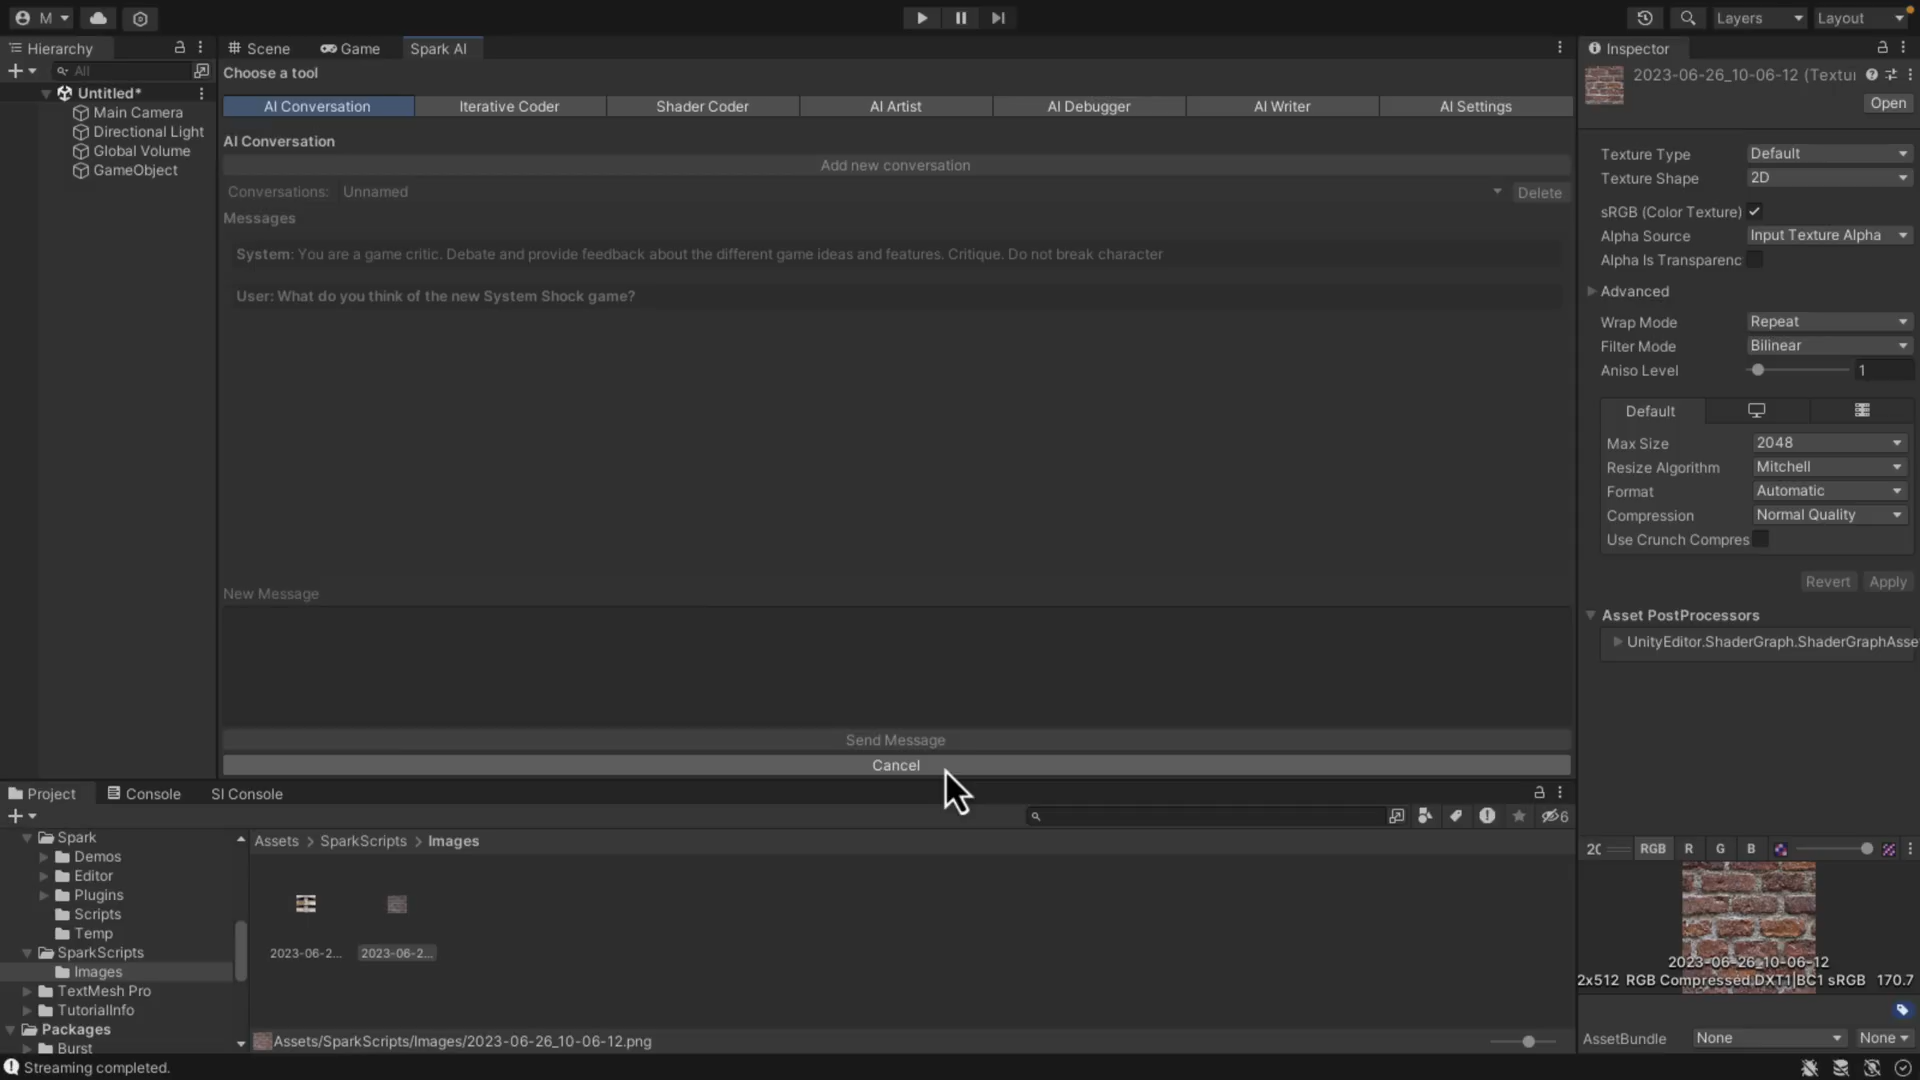 M
Layers
Layout
Hierarchy
Scene
Game
Spark AI
Inspector
All
Untitled*
Main Camera
Directional Light
Global Volume
GameObject
Choose a tool
AI Conversation
Iterative Coder
Shader Coder
AI Artist
AI Debugger
AI Writer
AI Settings
AI Conversation
Add new conversation
Conversations: Unnamed
Delete
Messages
System: You are a game critic. Debate and provide feedback about the different game ideas and features. Critique. Do not break character
User: What do you think of the new System Shock game?
New Message
Send Message
Cancel
2023-06-26_10-06-12 (Textu
Open
Texture Type Default
Texture Shape 2D
sRGB (Color Texture)
Alpha Source Input Texture Alpha
Alpha Is Transparenc
Advanced
Wrap Mode Repeat
Filter Mode Bilinear
Aniso Level 1
Default
Max Size 2048
Resize Algorithm Mitchell
Format Automatic
Compression Normal Quality
Use Crunch Compres
Revert Apply
Asset PostProcessors
UnityEditor.ShaderGraph.ShaderGraphAsse
Project
Console
SI Console
6
Spark
Demos
Editor
Plugins
Scripts
Temp
SparkScripts
Images
TextMesh Pro
TutorialInfo
Packages
Burst
Assets > SparkScripts > Images
2023-06-2...
2023-06-2...
Assets/SparkScripts/Images/2023-06-26_10-06-12.png
RGB R G B
2023-06-26_10-06-12
2x512 RGB Compressed DXT1|BC1 sRGB 170.7
AssetBundle None None
Streaming completed.